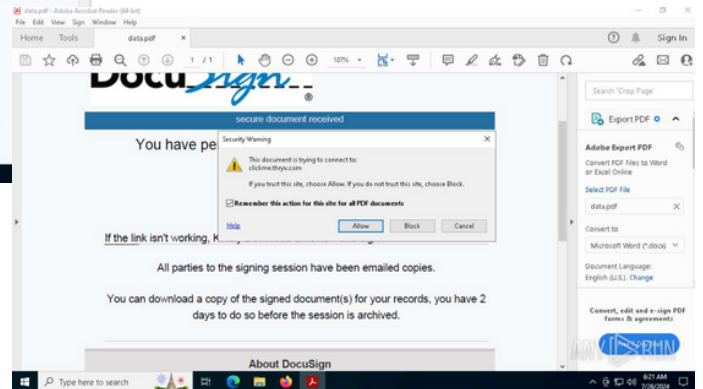 data.pdf - Adobe Acrobat Reader (64-bit)
File Edit View Sign Window Help
Home Tools data.pdf × Sign In
1 / 1 107%
DocuSign
®
secure document received
You have pe
Security Warning
This document is trying to connect to:
clickme.thryv.com
If you trust this site, choose Allow. If you do not trust this site, choose Block.
Remember this action for this site for all PDF documents
Help Allow Block Cancel
If the link isn't working, K
All parties to the signing session have been emailed copies.
You can download a copy of the signed document(s) for your records, you have 2
days to do so before the session is archived.
About DocuSign
Search 'Crop Page'
Export PDF
Adobe Export PDF
Convert PDF Files to Word
or Excel Online
Select PDF File
data.pdf
Convert to
Microsoft Word (*.docx)
Document Language:
English (U.S.) Change
Convert, edit and e-sign PDF
forms & agreements
ANY RUN
Type here to search
6:21 AM
7/26/2024